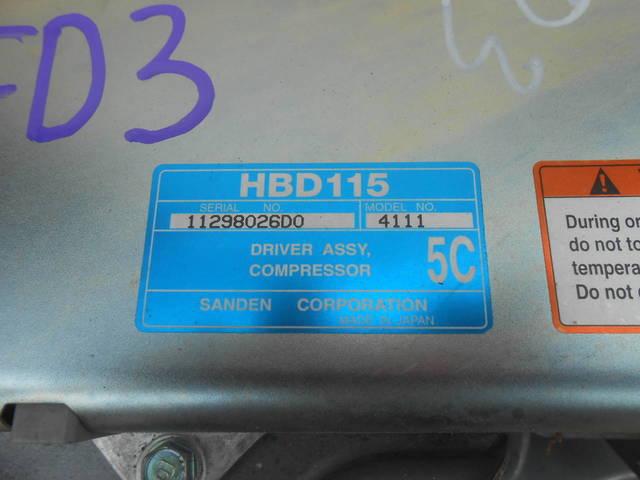 FD3
HBD115
SERIAL NO. MODEL NO.
11298026D0 4111
DRIVER ASSY,
COMPRESSOR
5C
SANDEN CORPORATION
MADE IN JAPAN
During
do not to
Do not